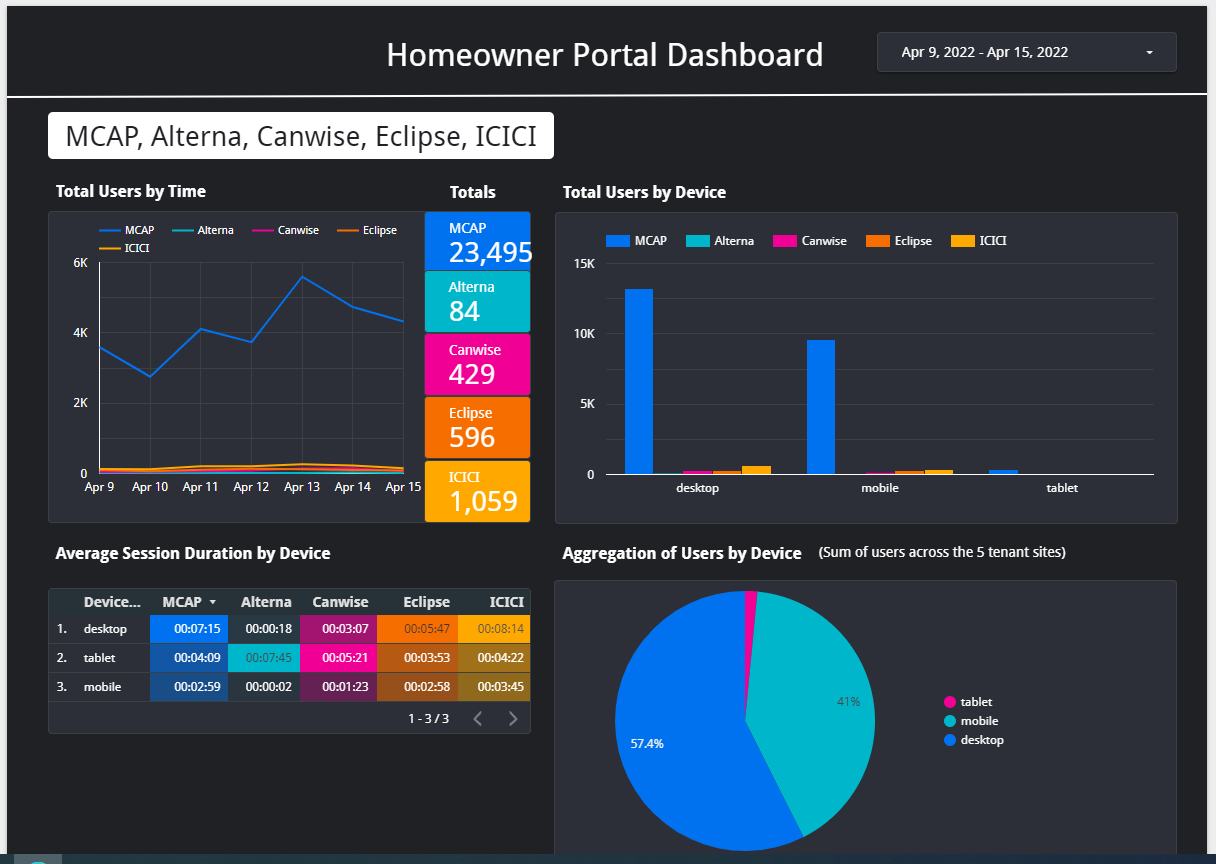 Homeowner Portal Dashboard
Apr 9, 2022 - Apr 15, 2022
MCAP, Alterna, Canwise, Eclipse, ICICI
Total Users by Time
MCAP Alterna Canwise Eclipse
ICICI
6K
4K
2K
0
Apr 9 Apr 10 Apr 11 Apr 12 Apr 13 Apr 14 Apr 15
Totals
MCAP
23,495
Alterna
84
Canwise
429
Eclipse
596
ICICI
1,059
Total Users by Device
MCAP Alterna Canwise Eclipse ICICI
15K
10K
5K
0
desktop mobile tablet
Average Session Duration by Device
Device... MCAP Alterna Canwise Eclipse ICICI
1. desktop 00:07:15 00:00:18 00:03:07 00:05:47 00:08:14
2. tablet 00:04:09 00:07:45 00:05:21 00:03:53 00:04:22
3. mobile 00:02:59 00:00:02 00:01:23 00:02:58 00:03:45
1 - 3 / 3
Aggregation of Users by Device (Sum of users across the 5 tenant sites)
41%
57.4%
tablet
mobile
desktop